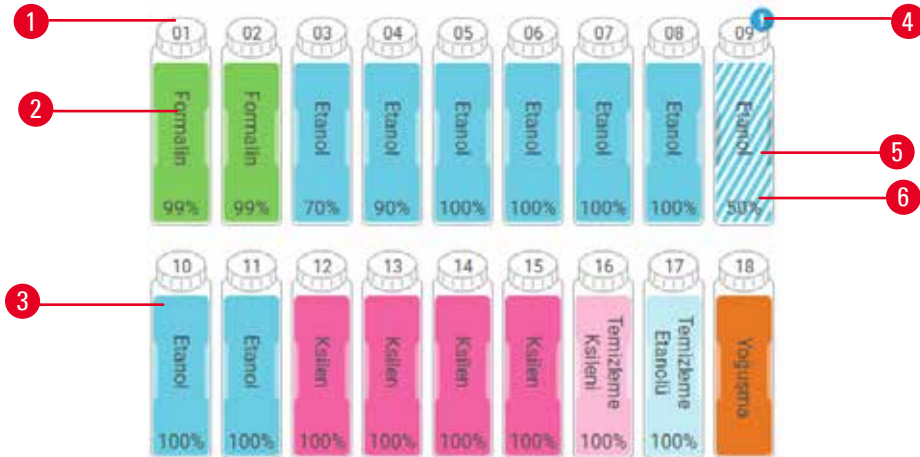 1
01 02 03 04 05 06 07 08 09
4
2
Formalin Formalin Etanol Etanol Etanol Etanol Etanol Etanol Etanol
5
99% 99% 70% 90% 100% 100% 100% 100% 50%
6
10 11 12 13 14 15 16 17 18
3
Etanol Etanol Ksilen Ksilen Ksilen Ksilen Temizleme Ksileni Temizleme Etanolü Yoğuşma
100% 100% 100% 100% 100% 100% 100% 100%